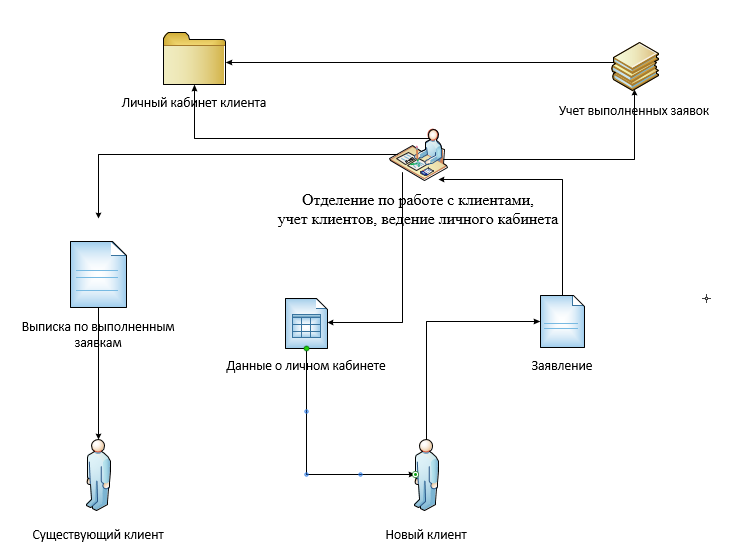 Личный кабинет клиента
Учет выполненных заявок
Отделение по работе с клиентами,
учет клиентов, ведение личного кабинета
Выписка по выполненным
заявкам
Данные о личном кабинете
Заявление
Существующий клиент
Новый клиент